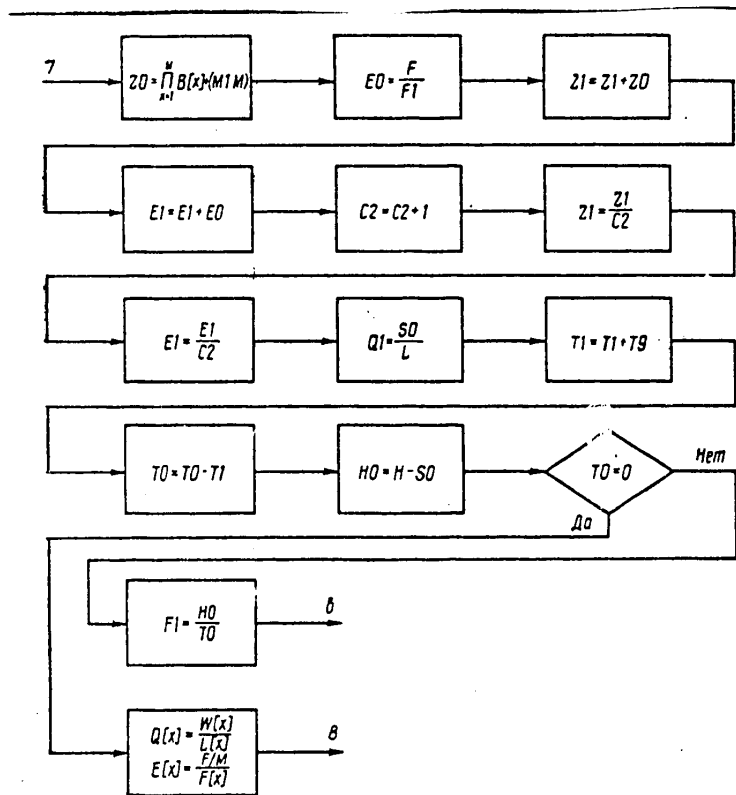 7
M
Z0 = ∏ B[x]·(M↑M)
x=1
E0 = F/F1
Z1 = Z1 + Z0
E1 = E1 + E0
C2 = C2 + 1
Z1 = Z1/C2
E1 = E1/C2
Q1 = S0/L
T1 = T1 + T9
T0 = T0 - T1
H0 = H - S0
T0 = 0
Нет
Да
F1 = H0/T0
6
Q[x] = W[x]/L[x]
E[x] = F/M/F[x]
8